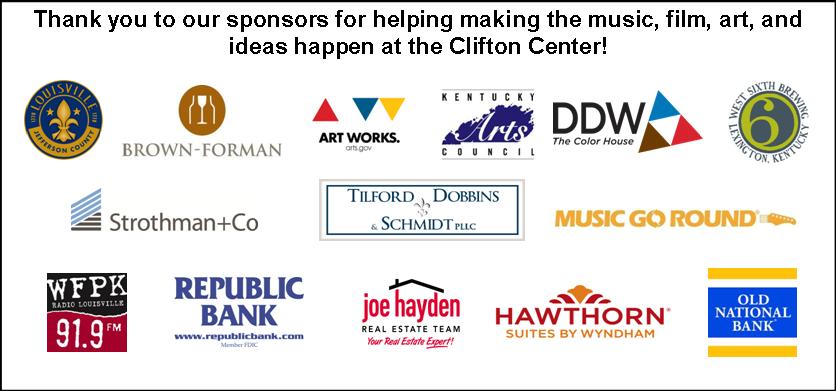 Thank you to our sponsors for helping making the music, film, art, and
ideas happen at the Clifton Center!
LOUISVILLE
1778
JEFFERSON COUNTY
BROWN-FORMAN
ART WORKS.
arts.gov
KENTUCKY
Arts
COUNCIL
DDW
The Color House
WEST SIXTH BREWING
6
LEXINGTON, KENTUCKY
Strothman+Co
TILFORD DOBBINS
& SCHMIDT PLLC
MUSIC GO ROUND®
WFPK
RADIO LOUISVILLE
91.9 FM
REPUBLIC
BANK
www.republicbank.com
Member FDIC
joe hayden
REAL ESTATE TEAM
Your Real Estate Expert!
HAWTHORN®
SUITES BY WYNDHAM
OLD
NATIONAL
BANK